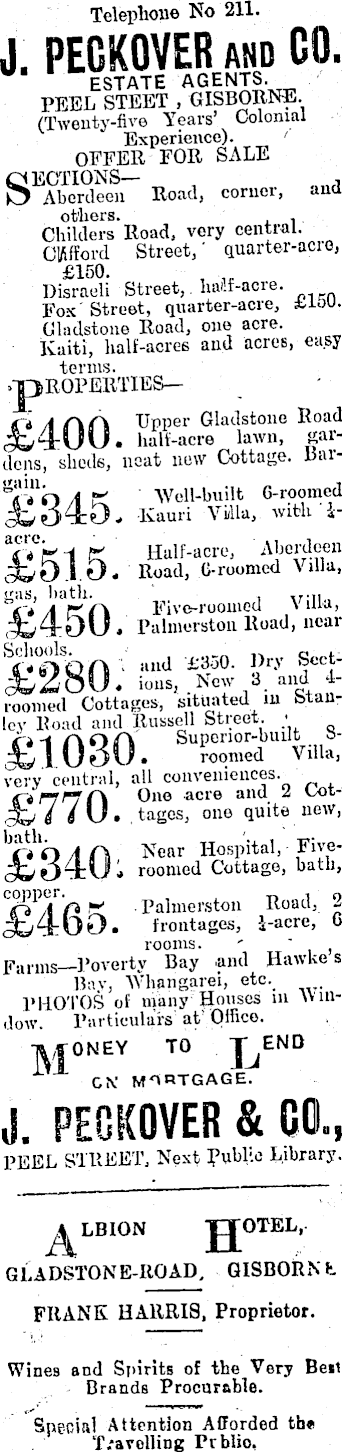 Telephone No 211.
J. PECKOVER AND CO.
ESTATE AGENTS.
PEEL STEET , GISBORNE.
(Twenty-five Years' Colonial
Experience).
OFFER FOR SALE
SECTIONS—
Aberdeen Road, corner, and
others.
Childers Road, very central.
Clifford Street, quarter-acre,
£150.
Disraeli Street, half-acre.
Fox Street, quarter-acre, £150.
Gladstone Road, one acre.
Kaiti, half-acres and acres, easy
terms.
PROPERTIES—
£400. Upper Gladstone Road
half-acre lawn, gar-
dens, sheds, neat new Cottage. Bar-
gain.
£345. Well-built 6-roomed
Kauri Villa, with ¼-
acre.
£515. Half-acre, Aberdeen
Road, 6-roomed Villa,
gas, bath.
£450. Five-roomed Villa,
Palmerston Road, near
Schools.
£280. and £350. Dry Sect-
ions, New 3 and 4-
roomed Cottages, situated in Stan-
ley Road and Russell Street.
£1030. Superior-built 8-
roomed Villa,
very central, all conveniences.
£770. One acre and 2 Cot-
tages, one quite new,
bath.
£340. Near Hospital, Five-
roomed Cottage, bath,
copper.
£465. Palmerston Road, 2
frontages, ¼-acre, 6
rooms.
Farms—Poverty Bay and Hawke's
Bay, Whangarei, etc.
PHOTOS of many Houses in Win-
dow. Particulars at Office.
MONEY TO LEND
ON MORTGAGE.
J. PECKOVER & CO.,
PEEL STREET, Next Public Library.
ALBION HOTEL,
GLADSTONE-ROAD, GISBORNE
FRANK HARRIS, Proprietor.
Wines and Spirits of the Very Best
Brands Procurable.
Special Attention Afforded the
Travelling Public.